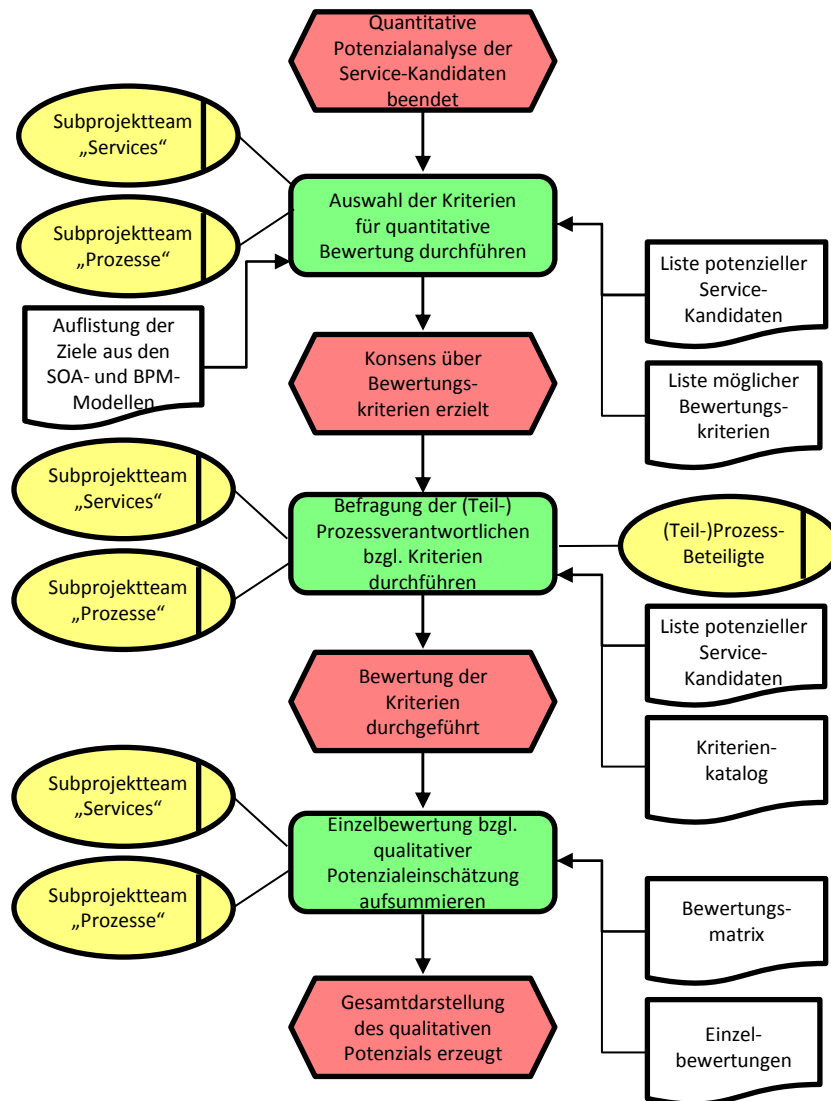 Quantitative
Potenzialanalyse der
Service-Kandidaten
beendet
Subprojektteam
„Services“
Subprojektteam
„Prozesse“
Auswahl der Kriterien
für quantitative
Bewertung durchführen
Liste potenzieller
Service-
Kandidaten
Auflistung der
Ziele aus den
SOA- und BPM-
Modellen
Konsens über
Bewertungs-
kriterien erzielt
Liste möglicher
Bewertungs-
kriterien
Subprojektteam
„Services“
Subprojektteam
„Prozesse“
Befragung der (Teil-)
Prozessverantwortlichen
bzgl. Kriterien
durchführen
(Teil-)Prozess-
Beteiligte
Liste potenzieller
Service-
Kandidaten
Bewertung der
Kriterien
durchgeführt
Kriterien-
katalog
Subprojektteam
„Services“
Subprojektteam
„Prozesse“
Einzelbewertung bzgl.
qualitativer
Potenzialeinschätzung
aufsummieren
Bewertungs-
matrix
Gesamtdarstellung
des qualitativen
Potenzials erzeugt
Einzel-
bewertungen